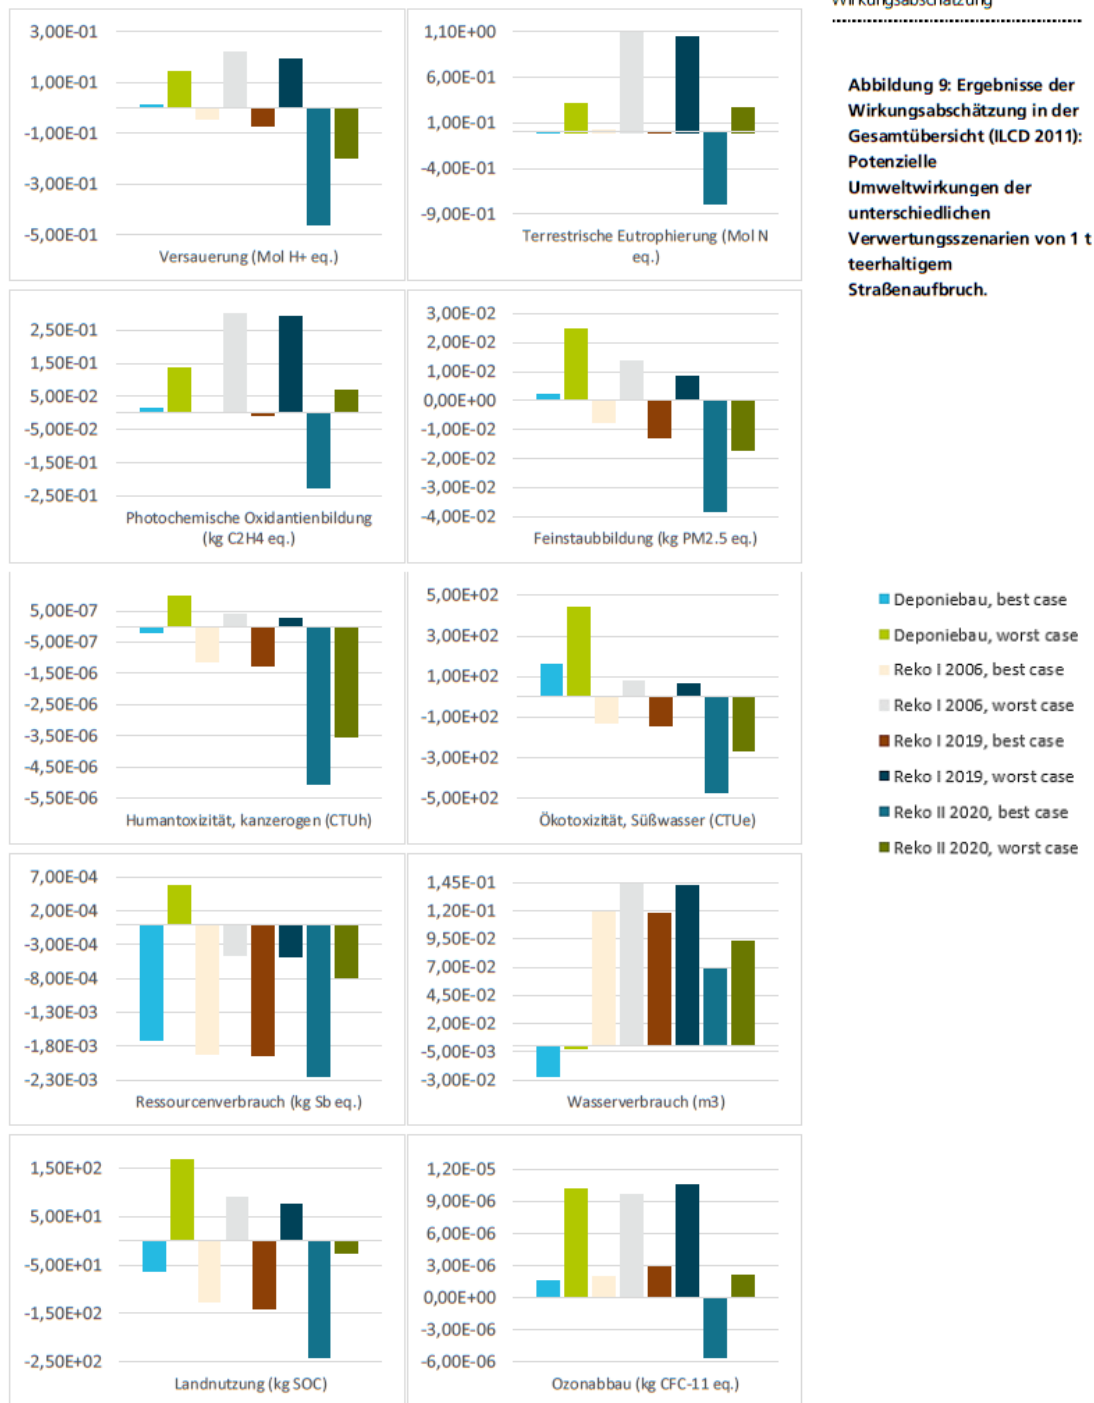 Wirkungsabschätzung
Abbildung 9: Ergebnisse der
Wirkungsabschätzung in der
Gesamtübersicht (ILCD 2011):
Potenzielle
Umweltwirkungen der
unterschiedlichen
Verwertungsszenarien von 1 t
teerhaltigem
Straßenaufbruch.
3,00E-01
1,00E-01
-1,00E-01
-3,00E-01
-5,00E-01
Versauerung (Mol H+ eq.)
1,10E+00
6,00E-01
1,00E-01
-4,00E-01
-9,00E-01
Terrestrische Eutrophierung (Mol N
eq.)
2,50E-01
1,50E-01
5,00E-02
-5,00E-02
-1,50E-01
-2,50E-01
Photochemische Oxidantienbildung
(kg C2H4 eq.)
3,00E-02
2,00E-02
1,00E-02
0,00E+00
-1,00E-02
-2,00E-02
-3,00E-02
-4,00E-02
Feinstaubbildung (kg PM2.5 eq.)
5,00E-07
-5,00E-07
-1,50E-06
-2,50E-06
-3,50E-06
-4,50E-06
-5,50E-06
Humantoxizität, kanzerogen (CTUh)
5,00E+02
3,00E+02
1,00E+02
-1,00E+02
-3,00E+02
-5,00E+02
Ökotoxizität, Süßwasser (CTUe)
Deponiebau, best case
Deponiebau, worst case
Reko I 2006, best case
Reko I 2006, worst case
Reko I 2019, best case
Reko I 2019, worst case
Reko II 2020, best case
Reko II 2020, worst case
7,00E-04
2,00E-04
-3,00E-04
-8,00E-04
-1,30E-03
-1,80E-03
-2,30E-03
Ressourcenverbrauch (kg Sb eq.)
1,45E-01
1,20E-01
9,50E-02
7,00E-02
4,50E-02
2,00E-02
-5,00E-03
-3,00E-02
Wasserverbrauch (m3)
1,50E+02
5,00E+01
-5,00E+01
-1,50E+02
-2,50E+02
Landnutzung (kg SOC)
1,20E-05
9,00E-06
6,00E-06
3,00E-06
0,00E+00
-3,00E-06
-6,00E-06
Ozonabbau (kg CFC-11 eq.)